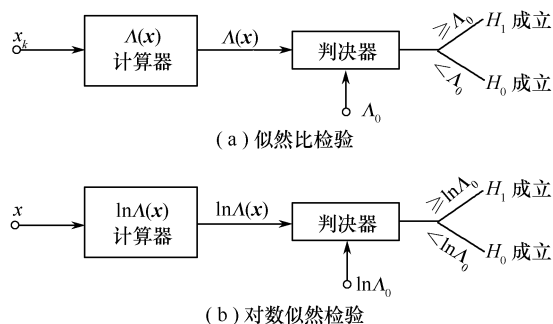 x_k
Λ(x)
计算器
Λ(x)
判决器
Λ₀
≥Λ₀
H₁ 成立
<Λ₀
H₀ 成立
(a)似然比检验
x
lnΛ(x)
计算器
lnΛ(x)
判决器
lnΛ₀
≥lnΛ₀
H₁ 成立
<lnΛ₀
H₀ 成立
(b)对数似然检验